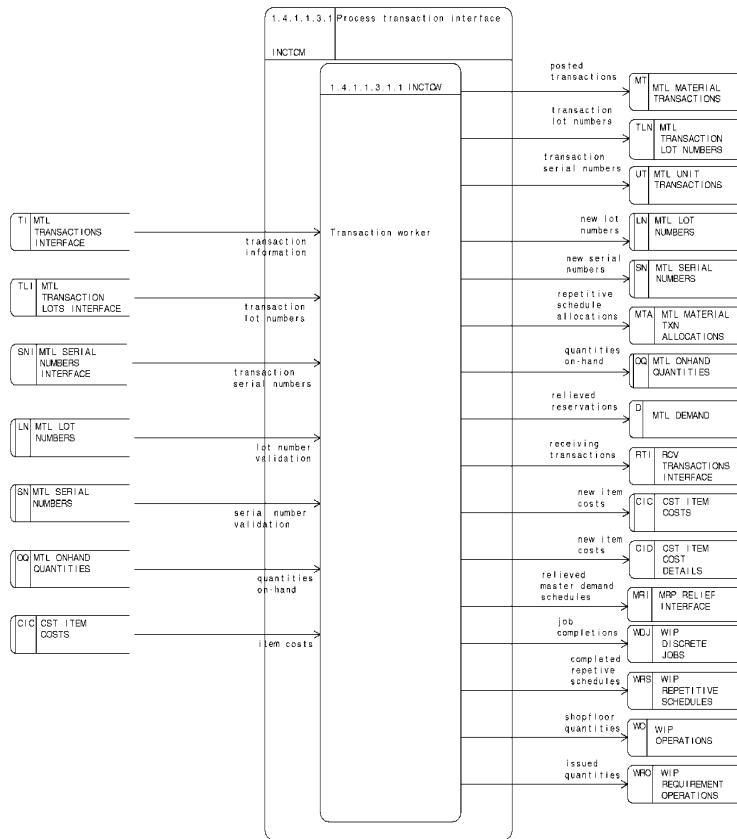 1.4.1.1.3.1 Process transaction interface
INCTCM
1.4.1.1.3.1.1 INCTCW
Transaction worker
TI MTL
TRANSACTIONS
INTERFACE
transaction
information
TLI MTL
TRANSACTION
LOTS INTERFACE
transaction
lot numbers
SNI MTL SERIAL
NUMBERS
INTERFACE
transaction
serial numbers
LN MTL LOT
NUMBERS
lot number
validation
SN MTL SERIAL
NUMBERS
serial number
validation
OQ MTL ONHAND
QUANTITIES
quantities
on-hand
CIC CST ITEM
COSTS
item costs
posted
transactions
MT MTL MATERIAL
TRANSACTIONS
transaction
lot numbers
TLN MTL
TRANSACTION
LOT NUMBERS
transaction
serial numbers
UT MTL UNIT
TRANSACTIONS
new lot
numbers
LN MTL LOT
NUMBERS
new serial
numbers
SN MTL SERIAL
NUMBERS
repetitive
schedule
allocations
MTA MTL MATERIAL
TXN
ALLOCATIONS
quantities
on-hand
OQ MTL ONHAND
QUANTITIES
relieved
reservations
D MTL DEMAND
receiving
transactions
RTI RCV
TRANSACTIONS
INTERFACE
new item
costs
CIC CST ITEM
COSTS
new item
costs
CID CST ITEM
COST
DETAILS
relieved
master demand
schedules
MRI MRP RELIEF
INTERFACE
job
completions
WDJ WIP
DISCRETE
JOBS
completed
repetive
schedules
WRS WIP
REPETITIVE
SCHEDULES
shopfloor
quantities
WO WIP
OPERATIONS
issued
quantities
WRO WIP
REQUIREMENT
OPERATIONS